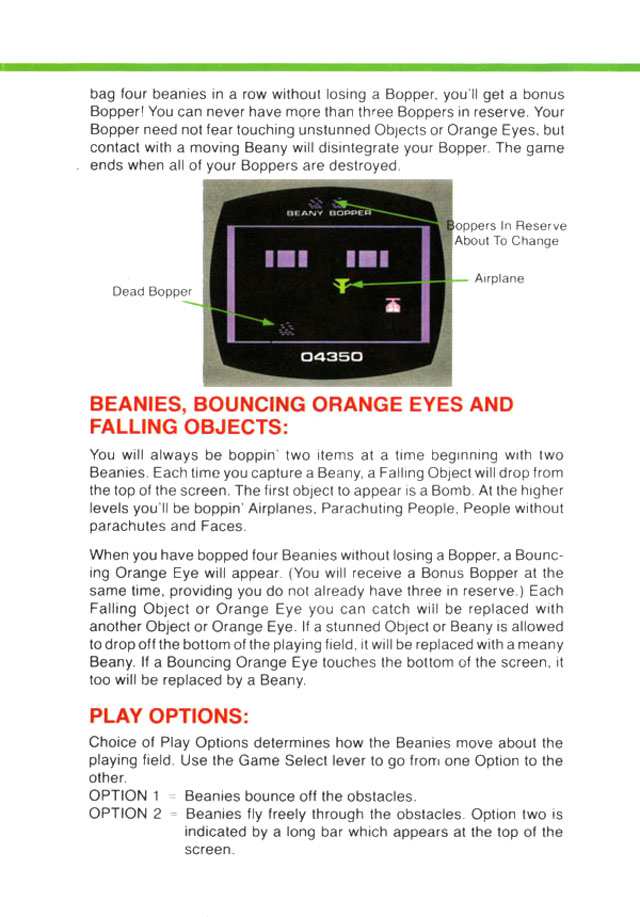 bag four beanies in a row without losing a Bopper, you'll get a bonus
Bopper! You can never have more than three Boppers in reserve. Your
Bopper need not fear touching unstunned Objects or Orange Eyes, but
contact with a moving Beany will disintegrate your Bopper. The game
ends when all of your Boppers are destroyed.
BEANY BOPPER
Boppers In Reserve
About To Change
Airplane
Dead Bopper
04350
BEANIES, BOUNCING ORANGE EYES AND
FALLING OBJECTS:
You will always be boppin' two items at a time beginning with two
Beanies. Each time you capture a Beany, a Falling Object will drop from
the top of the screen. The first object to appear is a Bomb. At the higher
levels you'll be boppin' Airplanes, Parachuting People, People without
parachutes and Faces.
When you have bopped four Beanies without losing a Bopper, a Bounc-
ing Orange Eye will appear. (You will receive a Bonus Bopper at the
same time, providing you do not already have three in reserve.) Each
Falling Object or Orange Eye you can catch will be replaced with
another Object or Orange Eye. If a stunned Object or Beany is allowed
to drop off the bottom of the playing field, it will be replaced with a meany
Beany. If a Bouncing Orange Eye touches the bottom of the screen, it
too will be replaced by a Beany.
PLAY OPTIONS:
Choice of Play Options determines how the Beanies move about the
playing field. Use the Game Select lever to go from one Option to the
other.
OPTION 1 = Beanies bounce off the obstacles.
OPTION 2 = Beanies fly freely through the obstacles. Option two is
indicated by a long bar which appears at the top of the
screen.